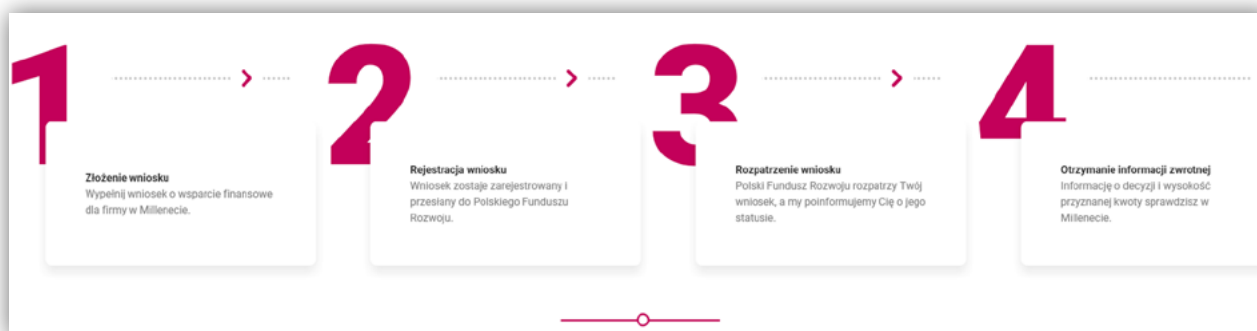 1
Złożenie wniosku
Wypełnij wniosek o wsparcie finansowe
dla firmy w Millenecie.
2
Rejestracja wniosku
Wniosek zostaje zarejestrowany i
przesłany do Polskiego Funduszu
Rozwoju.
3
Rozpatrzenie wniosku
Polski Fundusz Rozwoju rozpatrzy Twój
wniosek, a my poinformujemy Cię o jego
statusie.
4
Otrzymanie informacji zwrotnej
Informację o decyzji i wysokość
przyznanej kwoty sprawdzisz w
Millenecie.